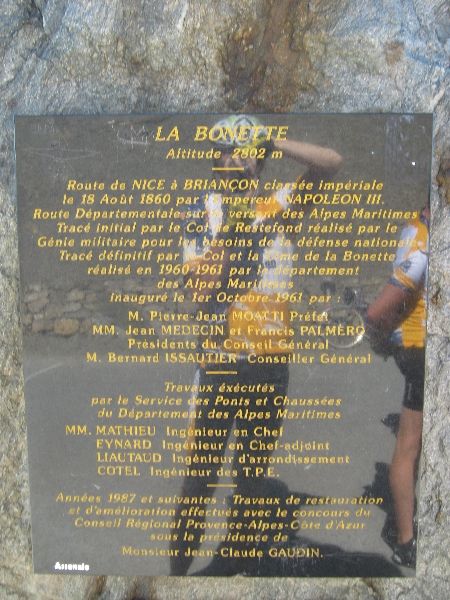 LA BONETTE
Altitude 2802 m
Route de NICE à BRIANÇON classée impériale
le 18 Août 1860 par l'Empereur NAPOLEON III.
Route Départementale sur le versant des Alpes Maritimes
Tracé initial par le Col de Restefond réalisé par le
Génie militaire pour les besoins de la défense nationale
Tracé définitif par le Col et la Cime de la Bonette
réalisé en 1960-1961 par le département
des Alpes Maritimes
inauguré le 1er Octobre 1961 par :
M. Pierre-Jean MOATTI Préfet
MM. Jean MEDECIN et Francis PALMÉRO
Présidents du Conseil Général
M. Bernard ISSAUTIER Conseiller Général
Travaux éxécutés
par le Service des Ponts et Chaussées
du Département des Alpes Maritimes
MM. MATHIEU Ingénieur en Chef
EYNARD Ingénieur en Chef-adjoint
LIAUTAUD Ingénieur d'arrondissement
COTEL Ingénieur des T.P.E.
Années 1987 et suivantes : Travaux de restauration
et d'amélioration effectués avec le concours du
Conseil Régional Provence-Alpes-Côte d'Azur
sous la présidence de
Monsieur Jean-Claude GAUDIN.